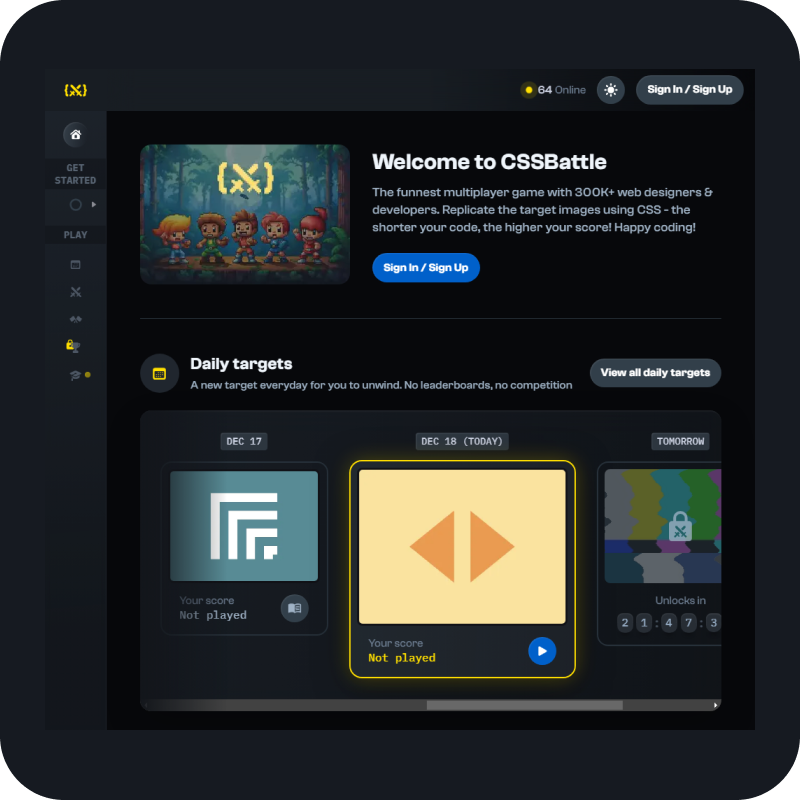 64 Online
Sign In / Sign Up
GET
STARTED
PLAY
Welcome to CSSBattle
The funnest multiplayer game with 300K+ web designers &
developers. Replicate the target images using CSS - the
shorter your code, the higher your score! Happy coding!
Sign In / Sign Up
Daily targets
A new target everyday for you to unwind. No leaderboards, no competition
View all daily targets
DEC 17
DEC 18 (TODAY)
TOMORROW
Your score
Not played
Your score
Not played
Unlocks in
2 1 : 4 7 : 3